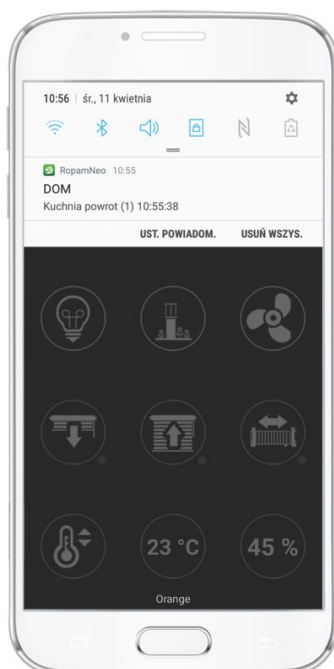 10:56 | śr., 11 kwietnia
RopamNeo 10:55
DOM
Kuchnia powrot (1) 10:55:38
UST. POWIADOM. USUŃ WSZYS.
23 °C 45 %
Orange